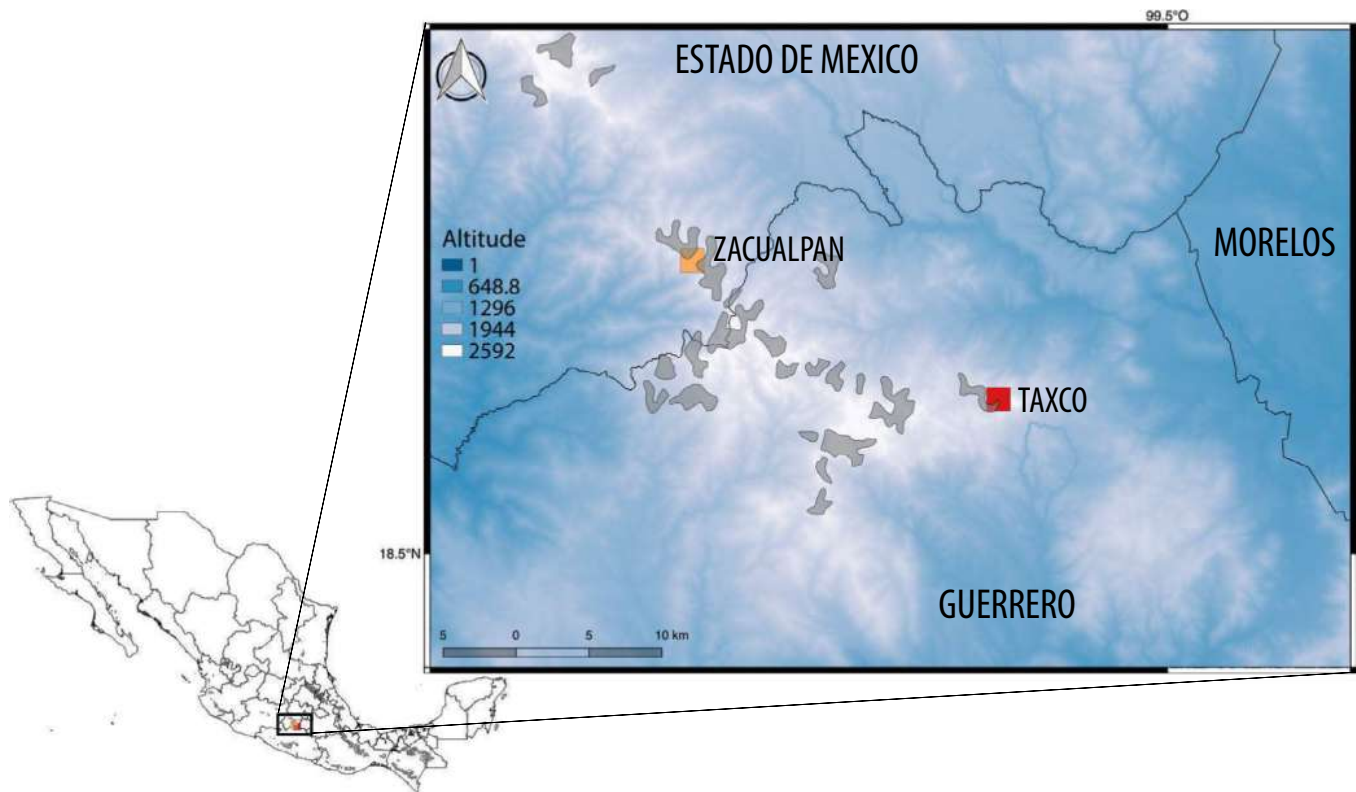 99.5°O
ESTADO DE MEXICO
ZACUALPAN
MORELOS
Altitude
1
648.8
1296
1944
2592
TAXCO
18.5°N
GUERRERO
5 0 5 10 km